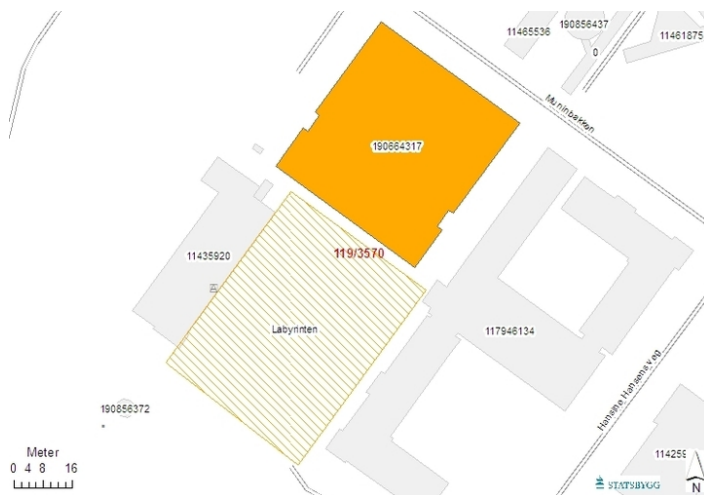 11465536
190856437
0
11461875
Muninbakken
190664317
119/3570
11435920
Labyrinten
117946134
Hansine Hansens veg
190856372
Meter
0 4 8 16
STATSBYGG
N